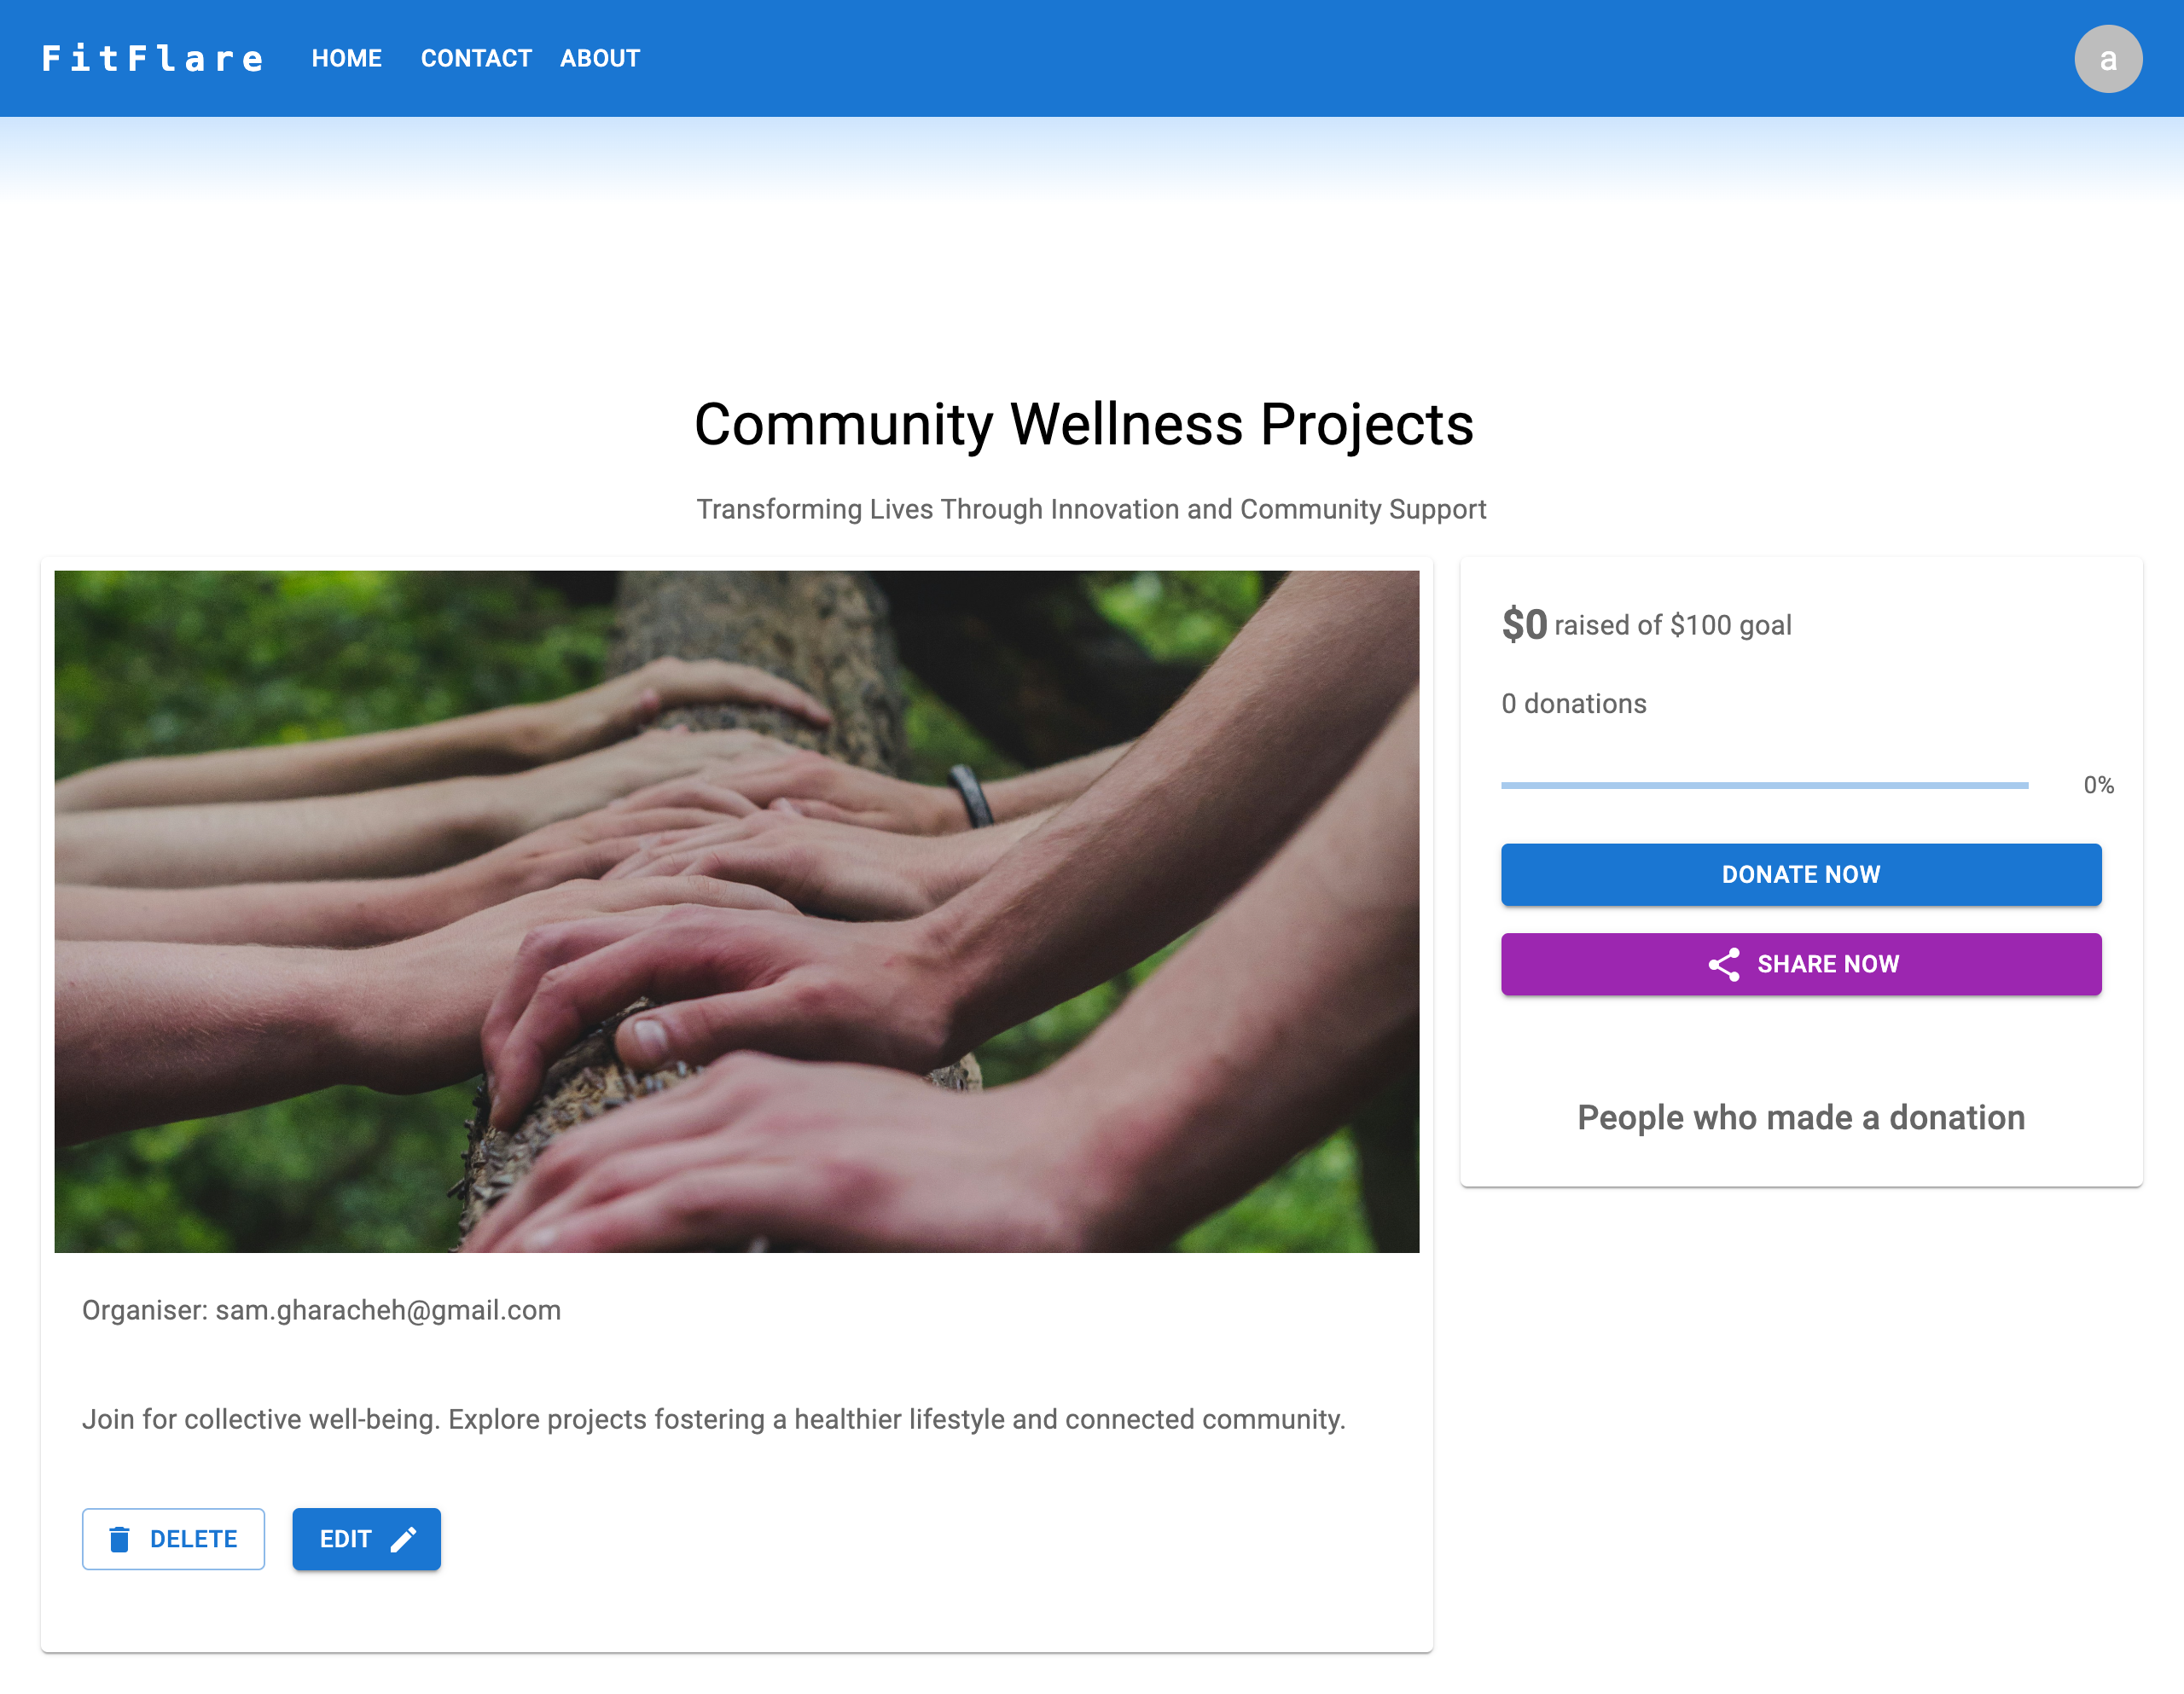 FitFlare HOME CONTACT ABOUT a
Community Wellness Projects
Transforming Lives Through Innovation and Community Support
$0 raised of $100 goal
0 donations
0%
DONATE NOW
SHARE NOW
People who made a donation
Organiser: sam.gharacheh@gmail.com
Join for collective well-being. Explore projects fostering a healthier lifestyle and connected community.
DELETE EDIT